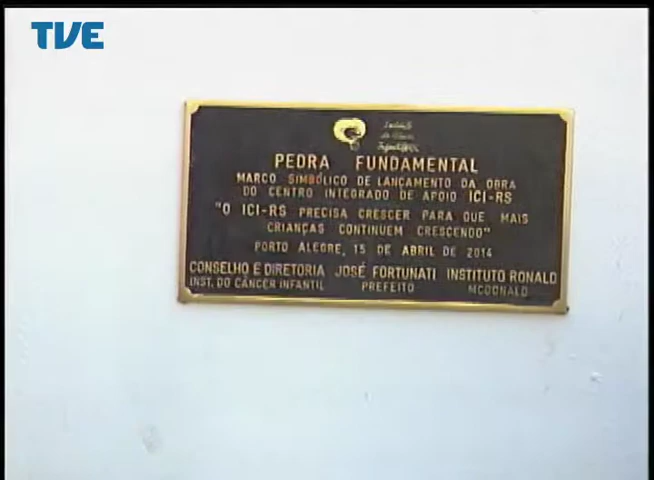 TVE
PEDRA FUNDAMENTAL
MARCO SIMBÓLICO DE LANÇAMENTO DA OBRA
DO CENTRO INTEGRADO DE APOIO ICI-RS
"O ICI-RS PRECISA CRESCER PARA QUE MAIS
CRIANÇAS CONTINUEM CRESCENDO"
PORTO ALEGRE, 15 DE ABRIL DE 2014
CONSELHO E DIRETORIA JOSÉ FORTUNATI INSTITUTO RONALD
INST. DO CÂNCER INFANTIL PREFEITO MCDONALD